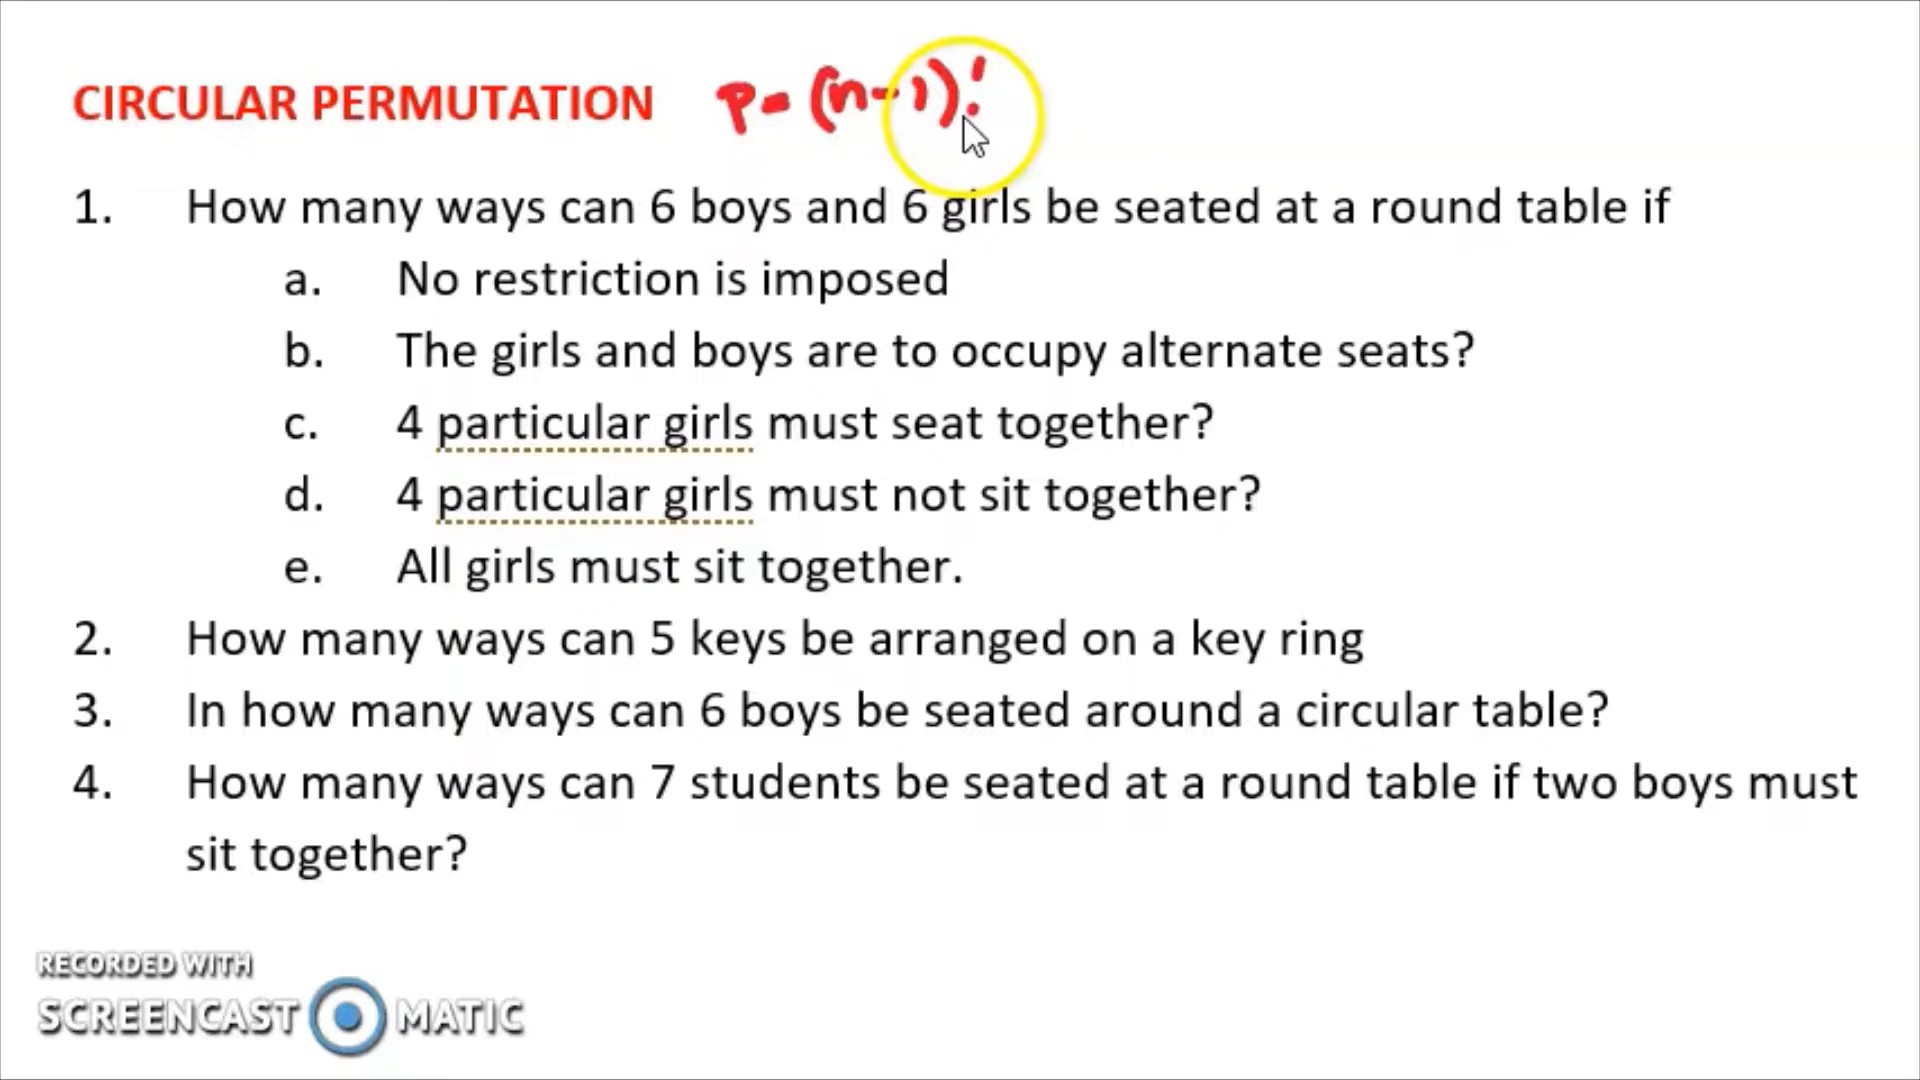 CIRCULAR PERMUTATION P = (n-1)!
1. How many ways can 6 boys and 6 girls be seated at a round table if
a. No restriction is imposed
b. The girls and boys are to occupy alternate seats?
c. 4 particular girls must seat together?
d. 4 particular girls must not sit together?
e. All girls must sit together.
2. How many ways can 5 keys be arranged on a key ring
3. In how many ways can 6 boys be seated around a circular table?
4. How many ways can 7 students be seated at a round table if two boys must
sit together?
RECORDED WITH
SCREENCAST MATIC